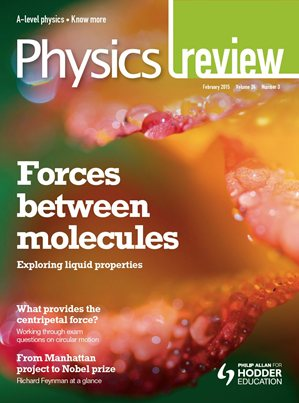 A-level physics • Know more
Physics review
February 2015 Volume 24 Number 3
Forces
between
molecules
Exploring liquid properties
What provides the
centripetal force?
Working through exam
questions on circular motion
From Manhattan
project to Nobel prize
Richard Feynman at a glance
PHILIP ALLAN FOR
HODDER
EDUCATION